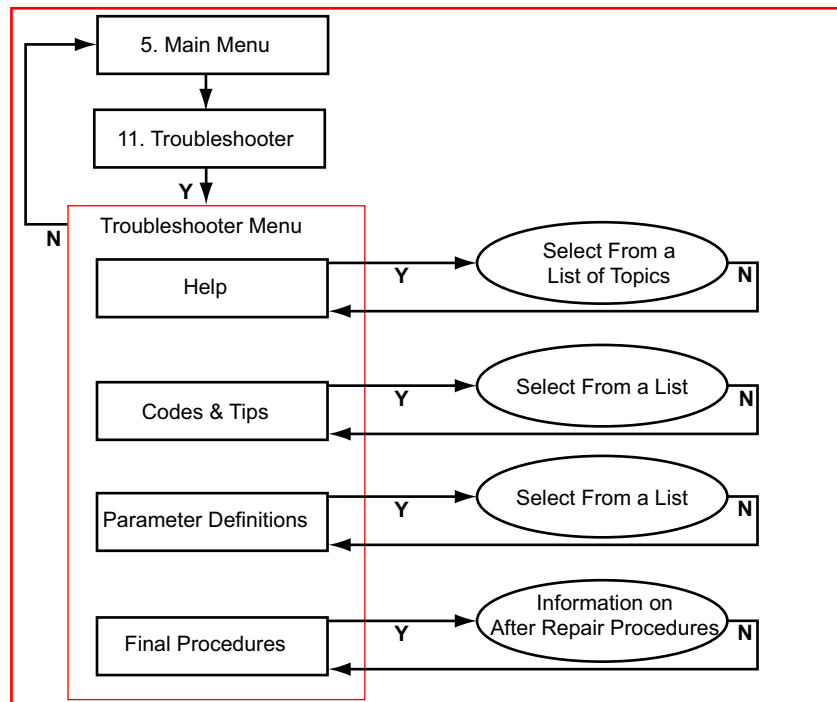 5. Main Menu
11. Troubleshooter
Y
N
Troubleshooter Menu
Help
Y
Select From a
List of Topics
N
Codes & Tips
Y
Select From a List
N
Parameter Definitions
Y
Select From a List
N
Final Procedures
Y
Information on
After Repair Procedures
N